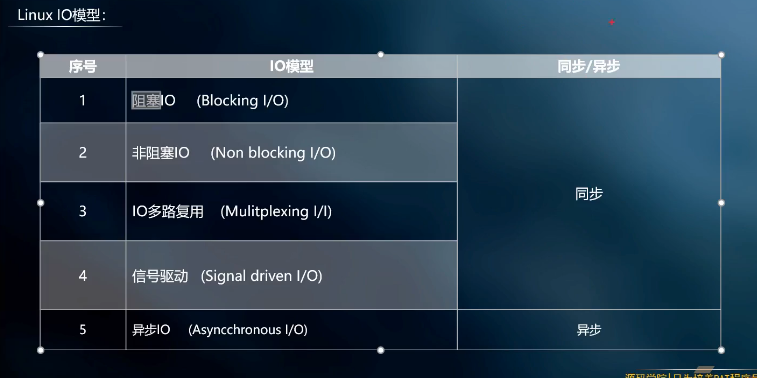 Linux IO模型：
序号 IO模型 同步/异步
1 阻塞IO (Blocking I/O)
2 非阻塞IO (Non blocking I/O)
3 IO多路复用 (Mulitplexing I/I)
同步
4 信号驱动 (Signal driven I/O)
5 异步IO (Asyncchronous I/O) 异步